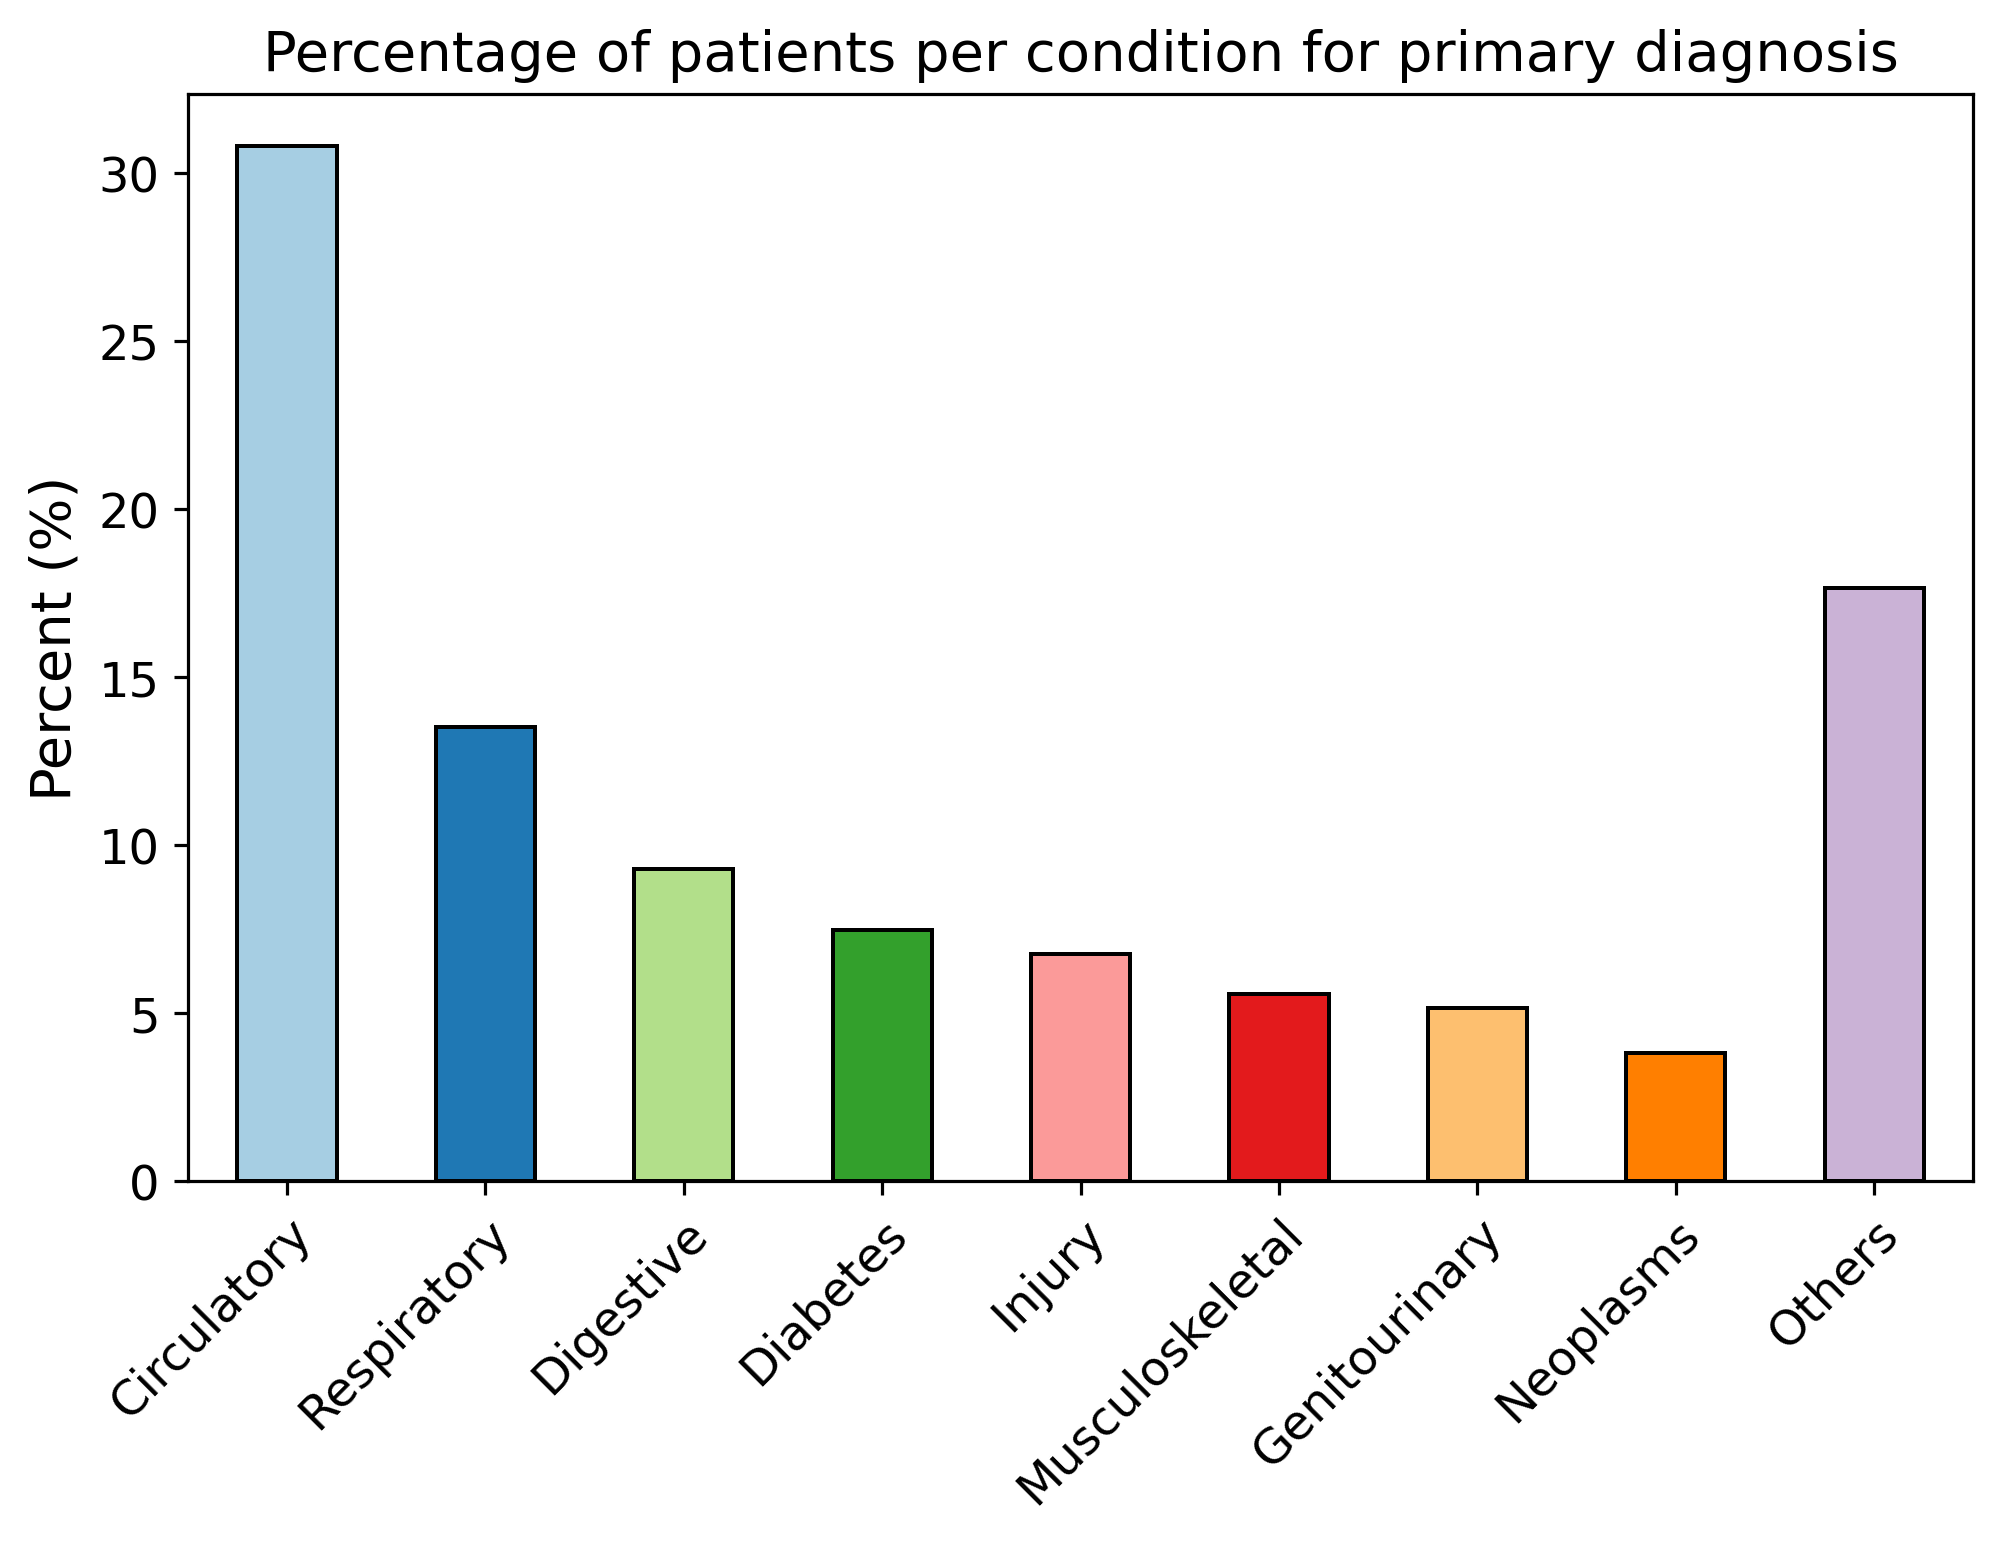 Percentage of patients per condition for primary diagnosis
Percent (%)
30
25
20
15
10
5
0
Circulatory
Respiratory
Digestive
Diabetes
Injury
Musculoskeletal
Genitourinary
Neoplasms
Others